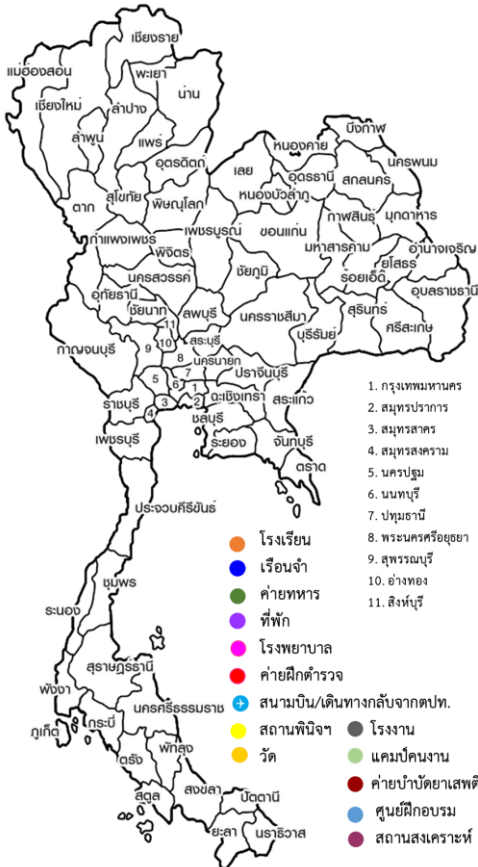 เชียงราย
แม่ฮ่องสอน
พะเยา
น่าน
เชียงใหม่
ลำปาง
ลำพูน
แพร่
บึงกาฬ
หนองคาย
อุตรดิตถ์
เลย
อุดรธานี
นครพนม
สกลนคร
ตาก
สุโขทัย
พิษณุโลก
หนองบัวลำภู
กาฬสินธุ์
มุกดาหาร
กำแพงเพชร
เพชรบูรณ์
ขอนแก่น
พิจิตร
มหาสารคาม
อำนาจเจริญ
ยโสธร
นครสวรรค์
ชัยภูมิ
ร้อยเอ็ด
อุบลราชธานี
อุทัยธานี
ชัยนาท
ลพบุรี
นครราชสีมา
สุรินทร์
บุรีรัมย์
ศรีสะเกษ
11
10
สระบุรี
กาญจนบุรี
9
8
นครนายก
7
ปราจีนบุรี
5
6
1
ราชบุรี
3
2
ฉะเชิงเทรา
สระแก้ว
4
ชลบุรี
เพชรบุรี
ระยอง
จันทบุรี
ตราด
1. กรุงเทพมหานคร
2. สมุทรปราการ
3. สมุทรสาคร
4. สมุทรสงคราม
5. นครปฐม
6. นนทบุรี
7. ปทุมธานี
8. พระนครศรีอยุธยา
9. สุพรรณบุรี
10. อ่างทอง
11. สิงห์บุรี
ประจวบคีรีขันธ์
ชุมพร
ระนอง
สุราษฎร์ธานี
พังงา
นครศรีธรรมราช
ภูเก็ต
กระบี่
ตรัง
พัทลุง
สตูล
สงขลา
ปัตตานี
ยะลา
นราธิวาส
โรงเรียน
เรือนจำ
ค่ายทหาร
ที่พัก
โรงพยาบาล
ค่ายฝึกตำรวจ
สนามบิน/เดินทางกลับจากตปท.
สถานพินิจฯ
วัด
โรงงาน
แคมป์คนงาน
ค่ายบำบัดยาเสพติ
ศูนย์ฝึกอบรม
สถานสงเคราะห์